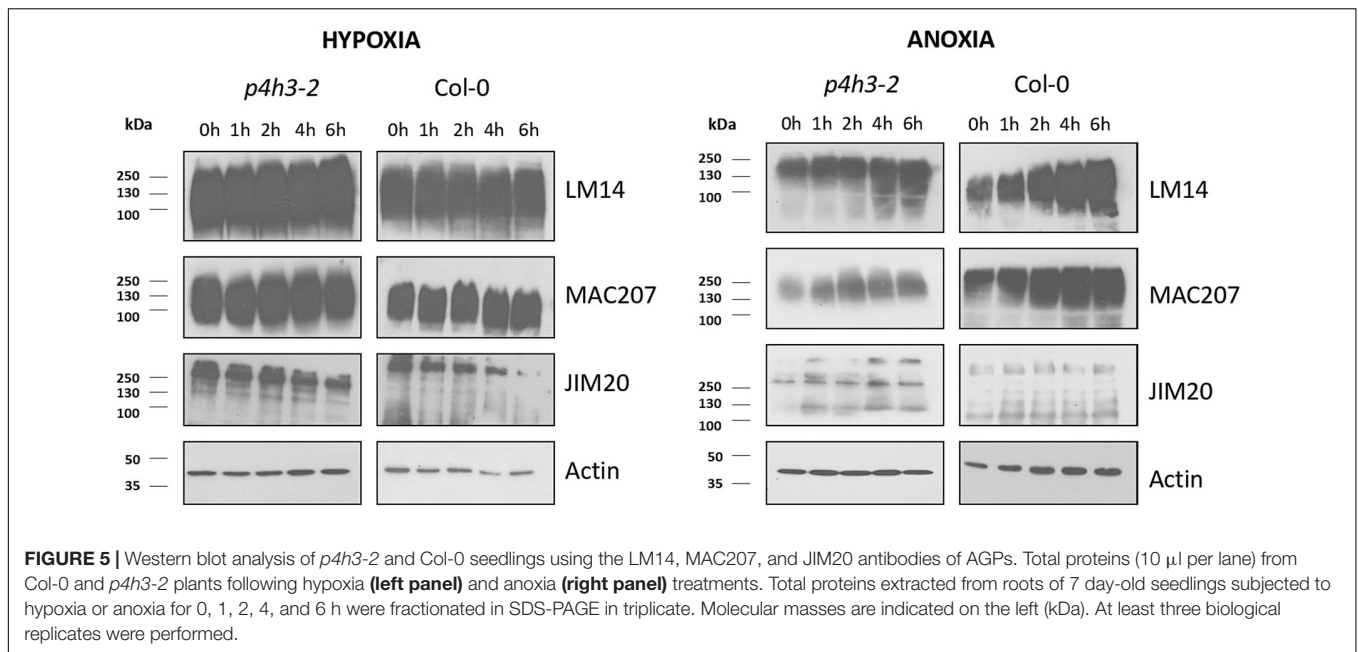 HYPOXIA
p4h3-2 Col-0
kDa 0h 1h 2h 4h 6h 0h 1h 2h 4h 6h
250
130
100
LM14
250
130
100
MAC207
250
130
100
JIM20
50
35
Actin
ANOXIA
p4h3-2 Col-0
kDa 0h 1h 2h 4h 6h 0h 1h 2h 4h 6h
250
130
100
LM14
250
130
100
MAC207
250
130
100
JIM20
50
35
Actin
FIGURE 5 | Western blot analysis of p4h3-2 and Col-0 seedlings using the LM14, MAC207, and JIM20 antibodies of AGPs. Total proteins (10 μl per lane) from
Col-0 and p4h3-2 plants following hypoxia (left panel) and anoxia (right panel) treatments. Total proteins extracted from roots of 7 day-old seedlings subjected to
hypoxia or anoxia for 0, 1, 2, 4, and 6 h were fractionated in SDS-PAGE in triplicate. Molecular masses are indicated on the left (kDa). At least three biological
replicates were performed.